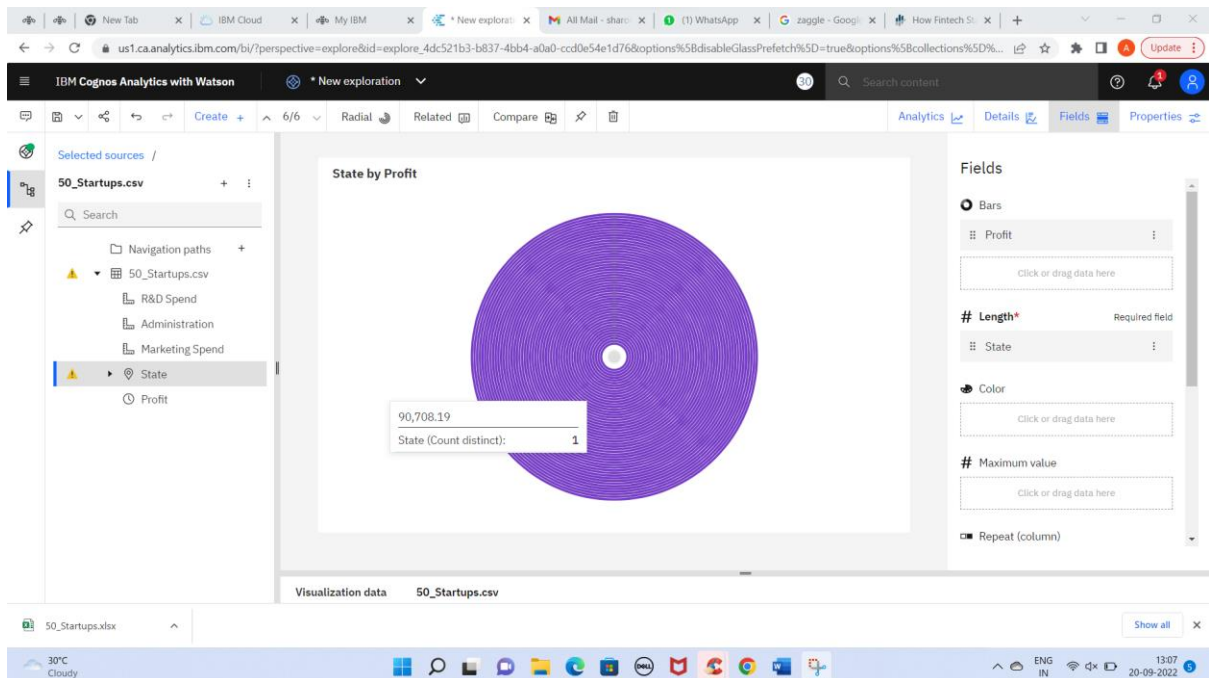 New Tab
IBM Cloud
My IBM
* New explorati
All Mail - sharo
(1) WhatsApp
zaggle - Google
How Fintech St
us1.ca.analytics.ibm.com/bi/?perspective=explore&id=explore_4dc521b3-b837-4bb4-a0a0-ccd0e54e1d76&options%5BdisableGlassPrefetch%5D=true&options%5Bcollections%5D%...
A
Update
IBM Cognos Analytics with Watson
* New exploration
30
Search content
1
Create +
6/6
Radial
Related
Compare
Analytics
Details
Fields
Properties
Selected sources /
50_Startups.csv
Search
Navigation paths
50_Startups.csv
R&D Spend
Administration
Marketing Spend
State
Profit
State by Profit
90,708.19
State (Count distinct): 1
Fields
Bars
Profit
Click or drag data here
# Length* Required field
State
Color
Click or drag data here
# Maximum value
Click or drag data here
Repeat (column)
Visualization data
50_Startups.csv
50_Startups.xlsx
Show all
30°C
Cloudy
DELL
ENG
IN
13:07
20-09-2022
5